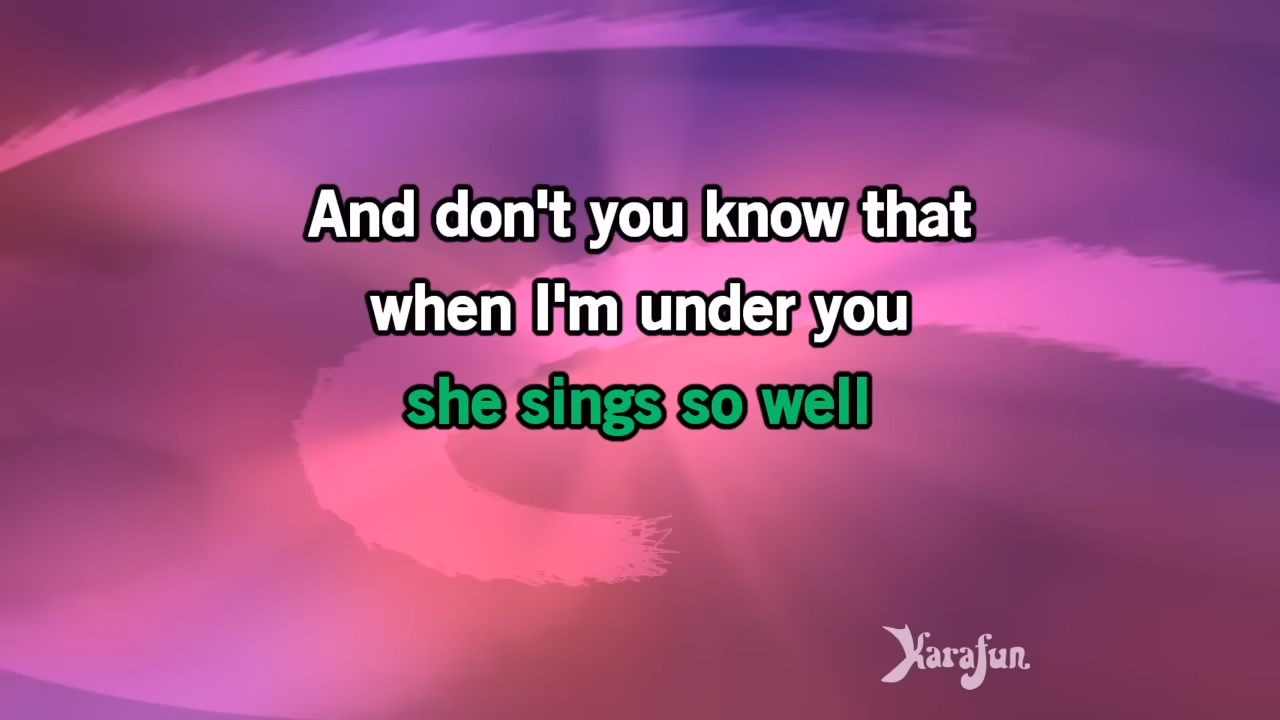 And don't you know that
when I'm under you
she sings so well
Karafun